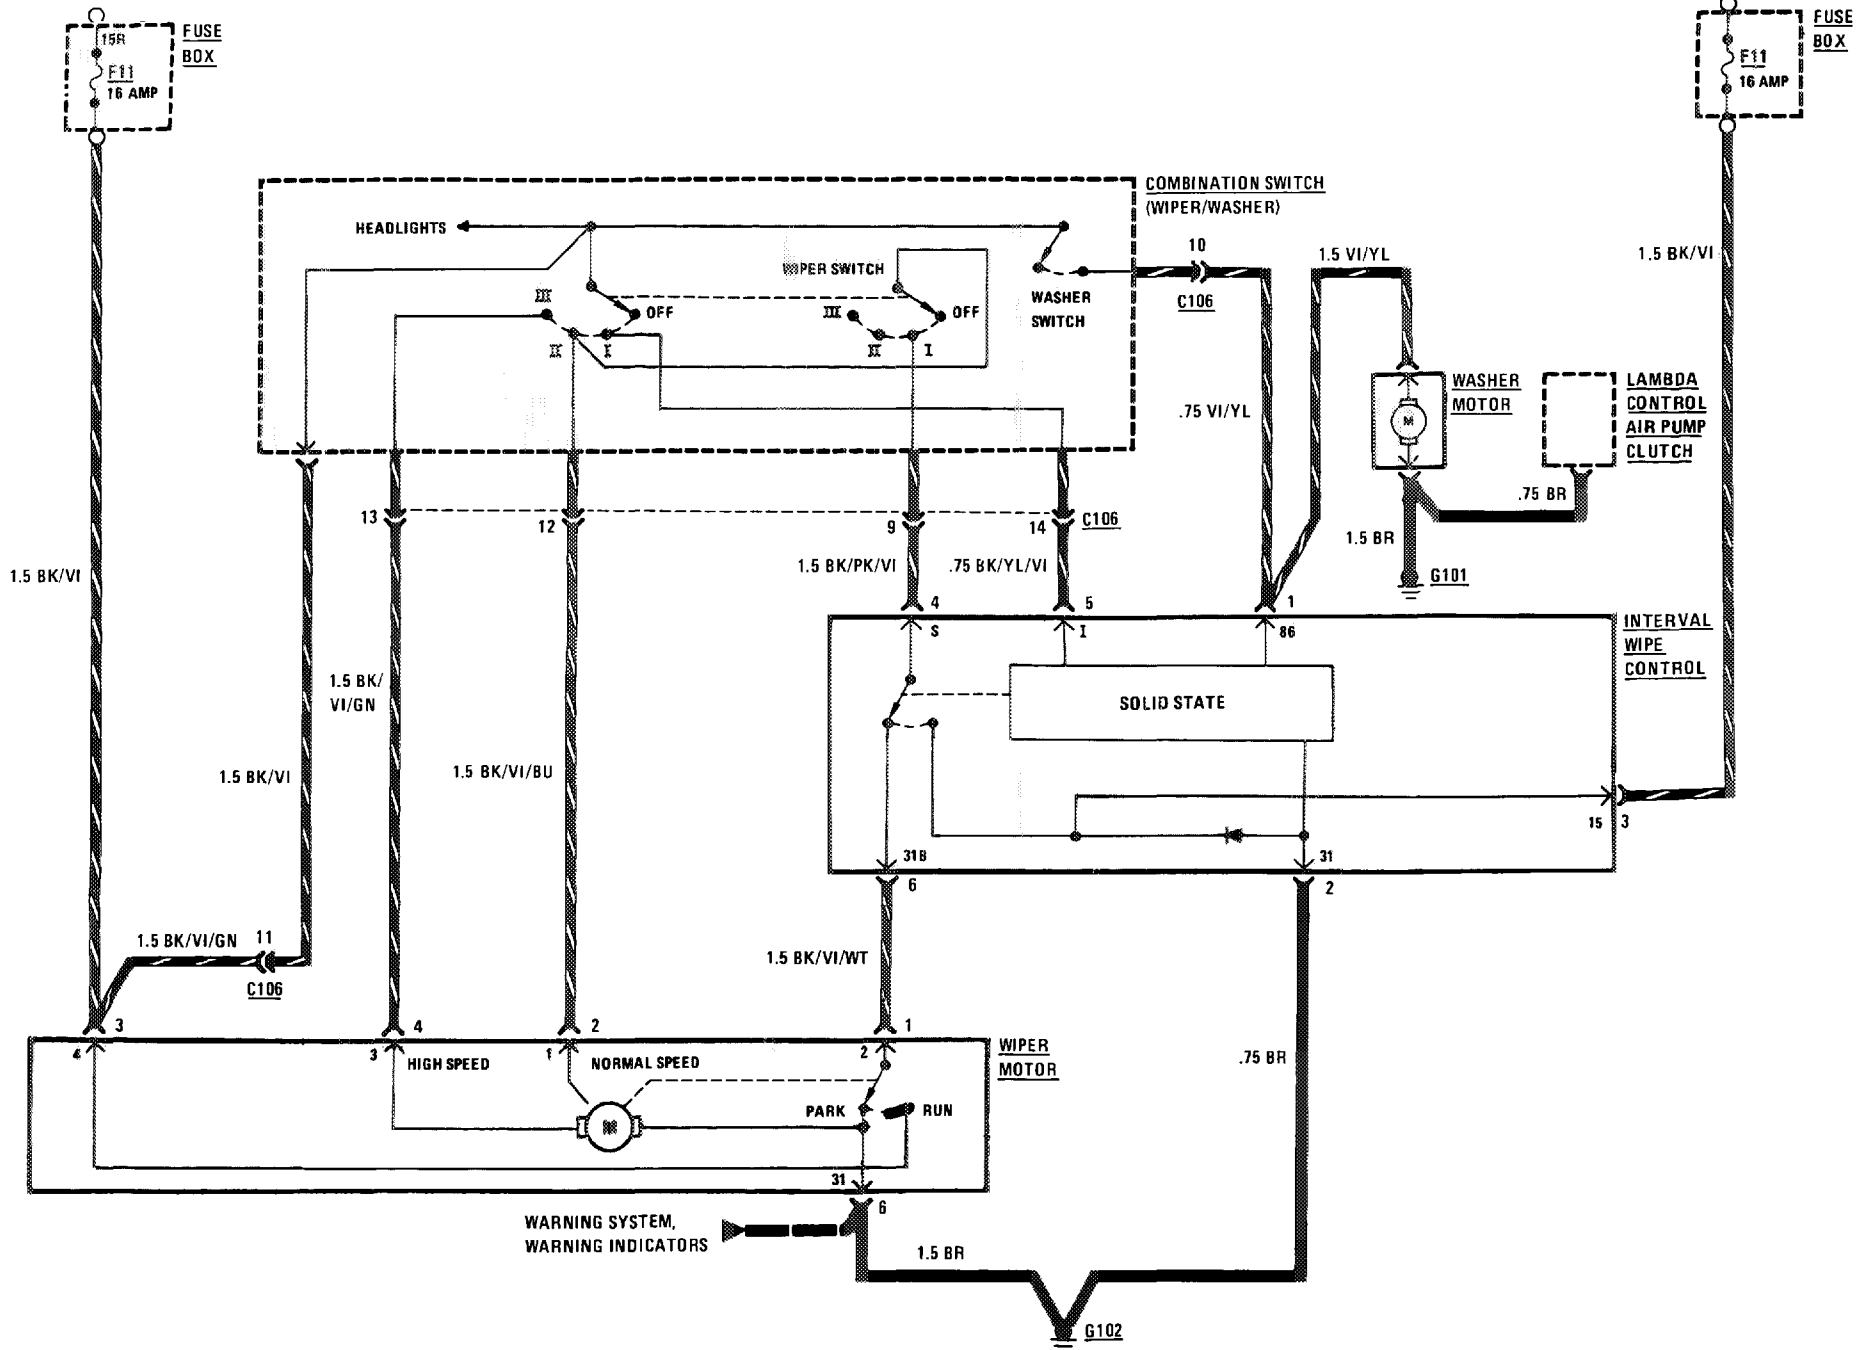 15R
F11
16 AMP
FUSE
BOX
F11
16 AMP
FUSE
BOX
COMBINATION SWITCH
(WIPER/WASHER)
HEADLIGHTS
WIPER SWITCH
III
OFF
II
I
III
OFF
II
I
WASHER
SWITCH
10
C106
1.5 VI/YL
1.5 BK/VI
.75 VI/YL
WASHER
MOTOR
M
LAMBDA
CONTROL
AIR PUMP
CLUTCH
.75 BR
1.5 BR
G101
13
12
9
14
C106
1.5 BK/VI
1.5 BK/PK/VI
.75 BK/YL/VI
4
5
1
S
I
86
INTERVAL
WIPE
CONTROL
SOLID STATE
1.5 BK/
VI/GN
1.5 BK/VI
1.5 BK/VI/BU
15
3
31B
31
6
2
1.5 BK/VI/GN
11
C106
1.5 BK/VI/WT
3
4
2
1
4
3
HIGH SPEED
1
NORMAL SPEED
2
WIPER
MOTOR
.75 BR
PARK
RUN
M
31
6
WARNING SYSTEM,
WARNING INDICATORS
1.5 BR
G102